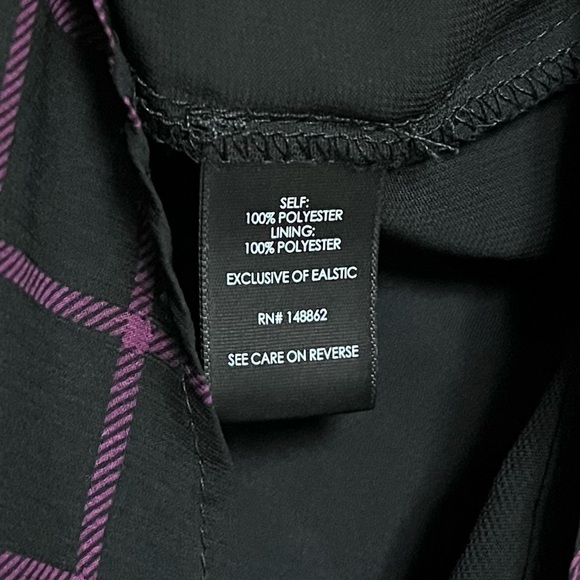 SELF:
100% POLYESTER
LINING:
100% POLYESTER
EXCLUSIVE OF EALSTIC
RN# 148862
SEE CARE ON REVERSE